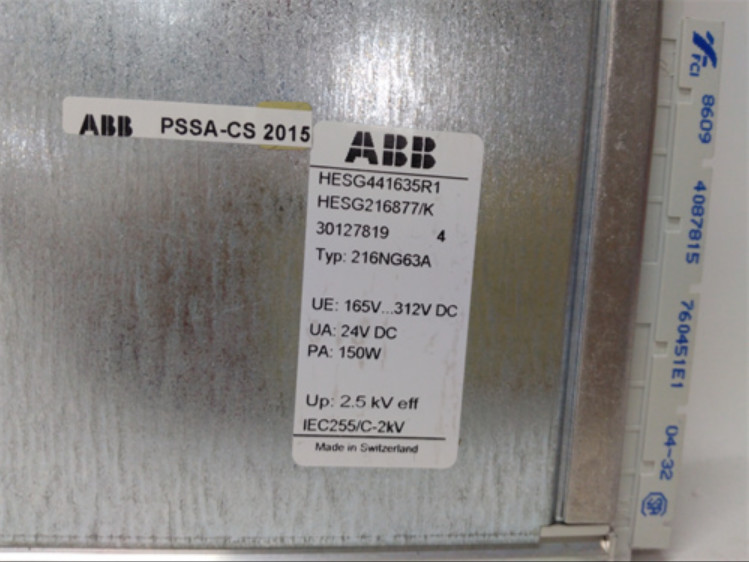 ABB PSSA-CS 2015
ABB
HESG441635R1
HESG216877/K
30127819 4
Typ: 216NG63A
UE: 165V...312V DC
UA: 24V DC
PA: 150W
Up: 2.5 kV eff
IEC255/C-2kV
Made in Switzerland
FCI 8609 4087815 760451E1 04-32